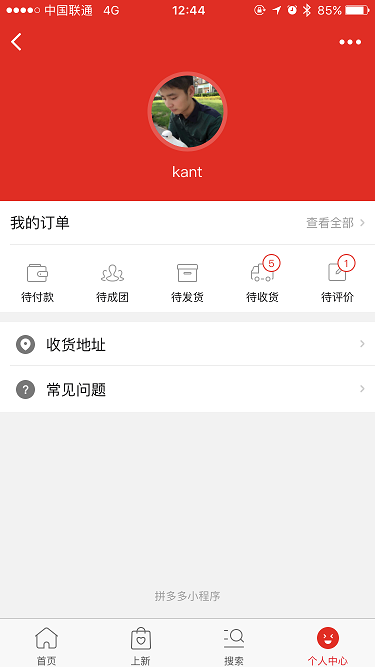 中国联通 4G 12:44 85%
kant
我的订单 查看全部
5 1
待付款 待成团 待发货 待收货 待评价
收货地址
? 常见问题
拼多多小程序
首页 上新 搜索 个人中心